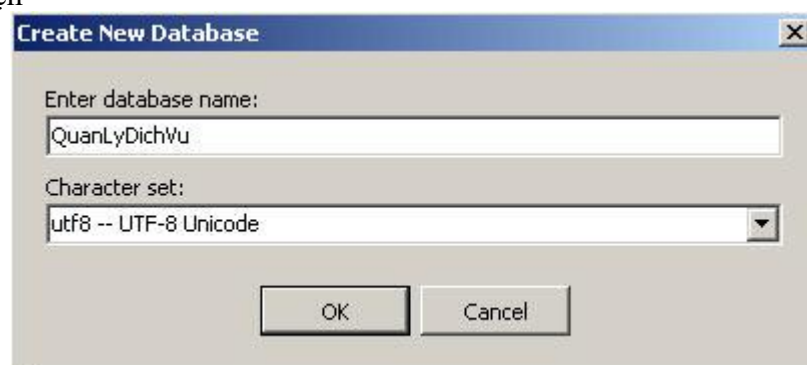 Create New Database
Enter database name:
QuanLyDichVu
Character set:
utf8 -- UTF-8 Unicode
OK Cancel